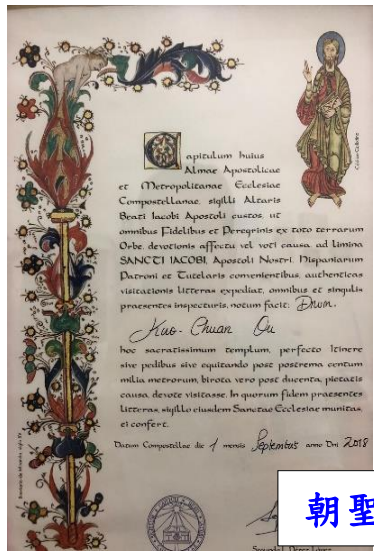 Capitulum huius
Almae Apostolicae
et Metropolitanae Ecclesiae
Compostellanae, sigilli Altaris
Beati Iacobi Apostoli custos, ut
omnibus Fidelibus et Peregrinis ex toto terrarum
Orbe, devotionis affectu vel voti causa, ad limina
SANCTI IACOBI, Apostoli Nostri, Hispaniarum
Patroni et Tutelaris convenientibus, authenticas
visitationis litteras expediat, omnibus et singulis
praesentes inspecturis, notum facit: Dnum.
Kuo-Chuan Ou
hoc sacratissimum templum, perfecto Itinere
sive pedibus sive equitando post postrema centum
milia metrorum, birota vero post ducenta, pietatis
causa, devote visitasse. In quorum fidem praesentes
litteras, sigillo eiusdem Sanctae Ecclesiae munitas,
ei confert.
Datum Compostellae die 1 mensis Septembris anno Dni 2018
Segundo L. Pérez López
朝聖